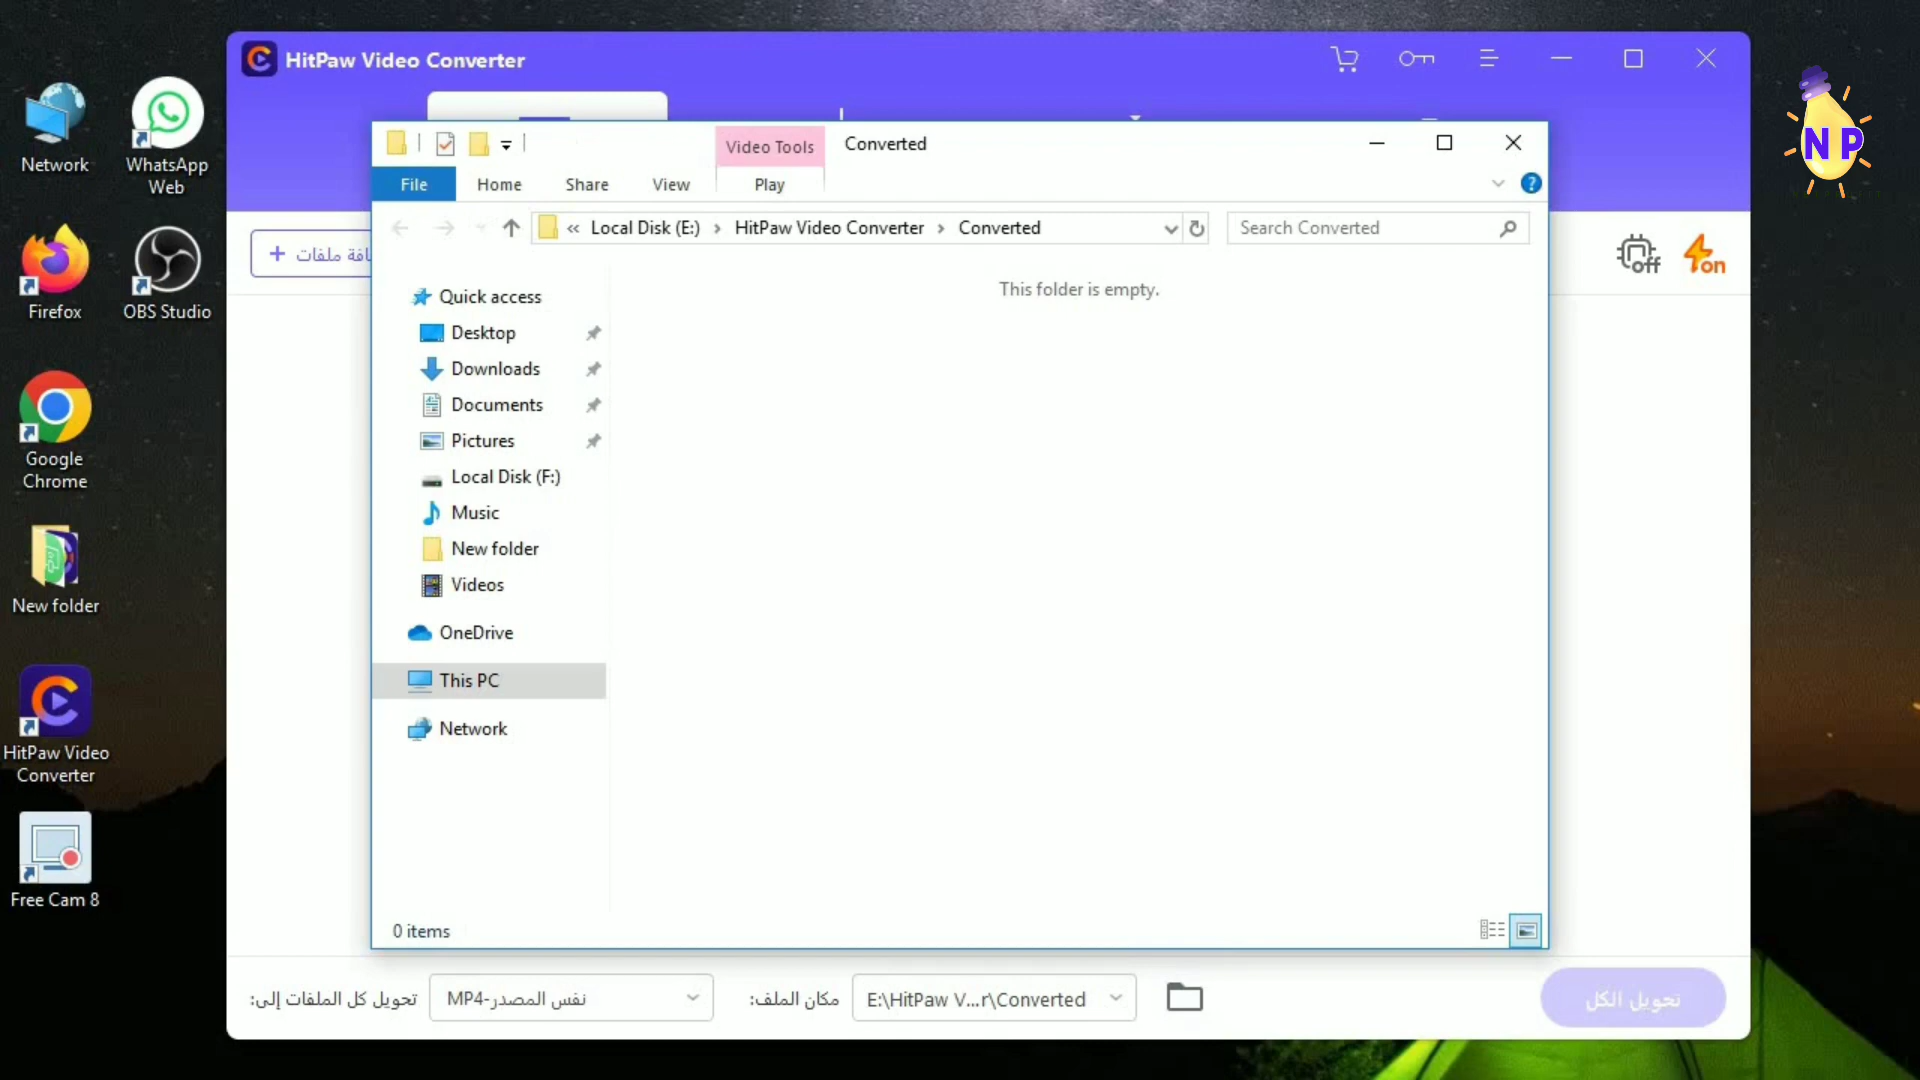 HitPaw Video Converter
Network
WhatsApp
Web
NP
Video Tools
Converted
File
Home
Share
View
Play
« Local Disk (E:) › HitPaw Video Converter › Converted
Search Converted
ملفات
off
on
Firefox
OBS Studio
Quick access
This folder is empty.
Desktop
Downloads
Documents
Pictures
Local Disk (F:)
Music
New folder
Videos
OneDrive
This PC
Network
Google
Chrome
New folder
HitPaw Video
Converter
Free Cam 8
0 items
تحويل كل الملفات إلى:
MP4-نفس المصدر
مكان الملف:
E:\HitPaw V...r\Converted
تحويل الكل